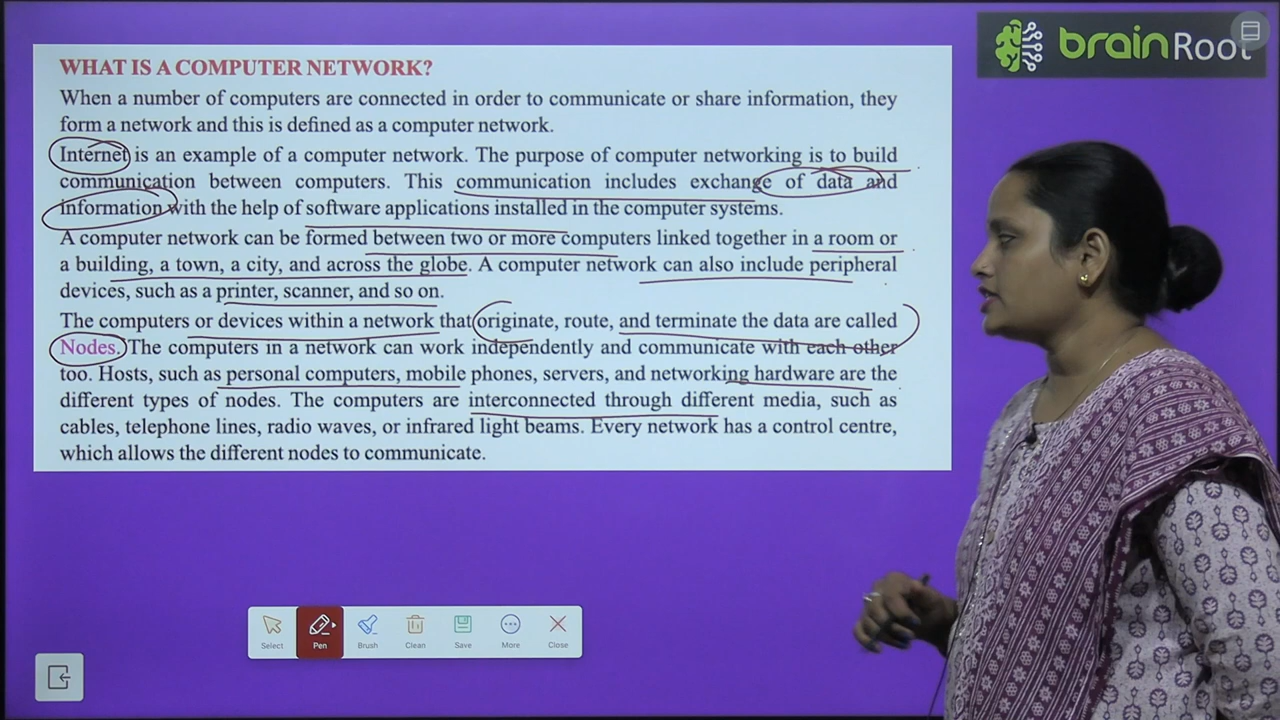 WHAT IS A COMPUTER NETWORK?
When a number of computers are connected in order to communicate or share information, they
form a network and this is defined as a computer network.
Internet is an example of a computer network. The purpose of computer networking is to build
communication between computers. This communication includes exchange of data and
information with the help of software applications installed in the computer systems.
A computer network can be formed between two or more computers linked together in a room or
a building, a town, a city, and across the globe. A computer network can also include peripheral
devices, such as a printer, scanner, and so on.
The computers or devices within a network that originate, route, and terminate the data are called
Nodes. The computers in a network can work independently and communicate with each other
too. Hosts, such as personal computers, mobile phones, servers, and networking hardware are the
different types of nodes. The computers are interconnected through different media, such as
cables, telephone lines, radio waves, or infrared light beams. Every network has a control centre,
which allows the different nodes to communicate.
brainRoot
Select Pen Brush Clean Save More Close